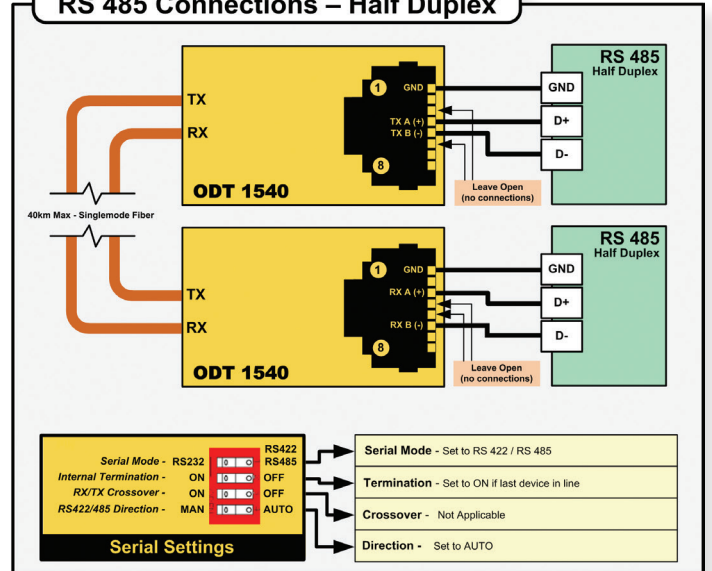 RS 485 Connections – Half Duplex
TX
RX
ODT 1540
1
8
GND
TX A (+)
TX B (-)
Leave Open
(no connections)
RS 485
Half Duplex
GND
D+
D-
40km Max - Singlemode Fiber
TX
RX
ODT 1540
1
8
GND
RX A (+)
RX B (-)
Leave Open
(no connections)
RS 485
Half Duplex
GND
D+
D-
RS422
Serial Mode - RS232 RS485
Internal Termination - ON OFF
RX/TX Crossover - ON OFF
RS422/485 Direction - MAN AUTO
Serial Settings
Serial Mode - Set to RS 422 / RS 485
Termination - Set to ON if last device in line
Crossover - Not Applicable
Direction - Set to AUTO